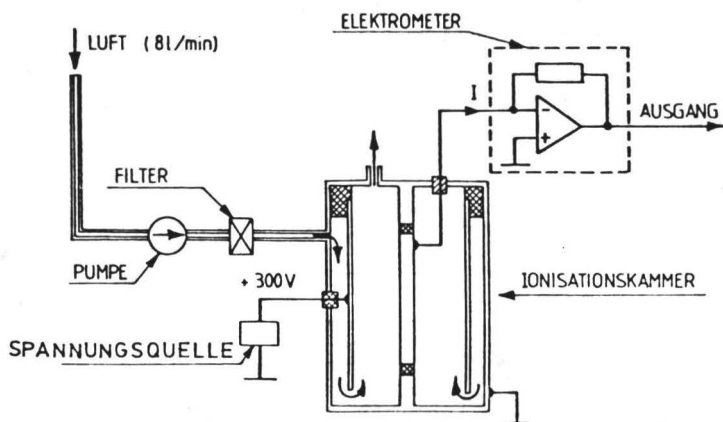 ELEKTROMETER
LUFT (8l/min)
I
-
+
AUSGANG
FILTER
PUMPE
+ 300V
IONISATIONSKAMMER
SPANNUNGSQUELLE